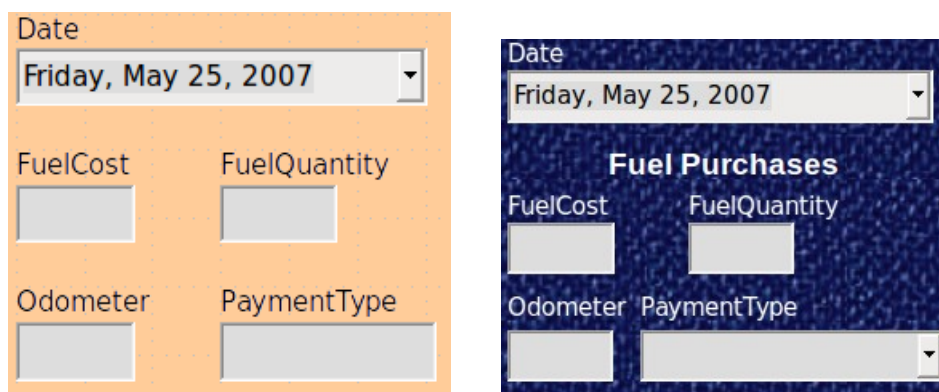 Date
Friday, May 25, 2007
FuelCost FuelQuantity
Odometer PaymentType
Date
Friday, May 25, 2007
Fuel Purchases
FuelCost FuelQuantity
Odometer PaymentType